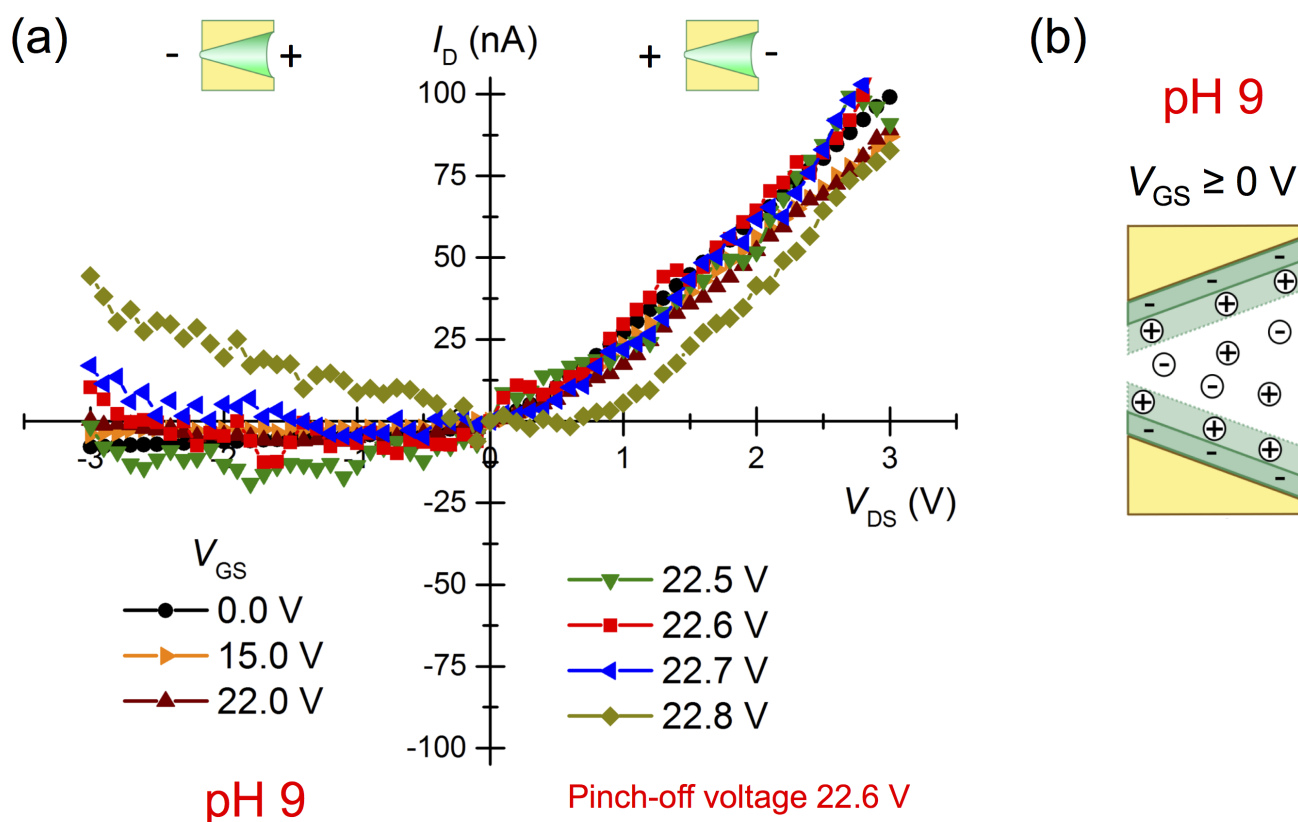 (a)
- +
I_D (nA)
+ -
(b)
100
75
50
25
0
-25
-50
-75
-100
-3 -2 -1 0 1 2 3
V_DS (V)
V_GS
0.0 V
15.0 V
22.0 V
22.5 V
22.6 V
22.7 V
22.8 V
pH 9
Pinch-off voltage 22.6 V
pH 9
V_GS ≥ 0 V